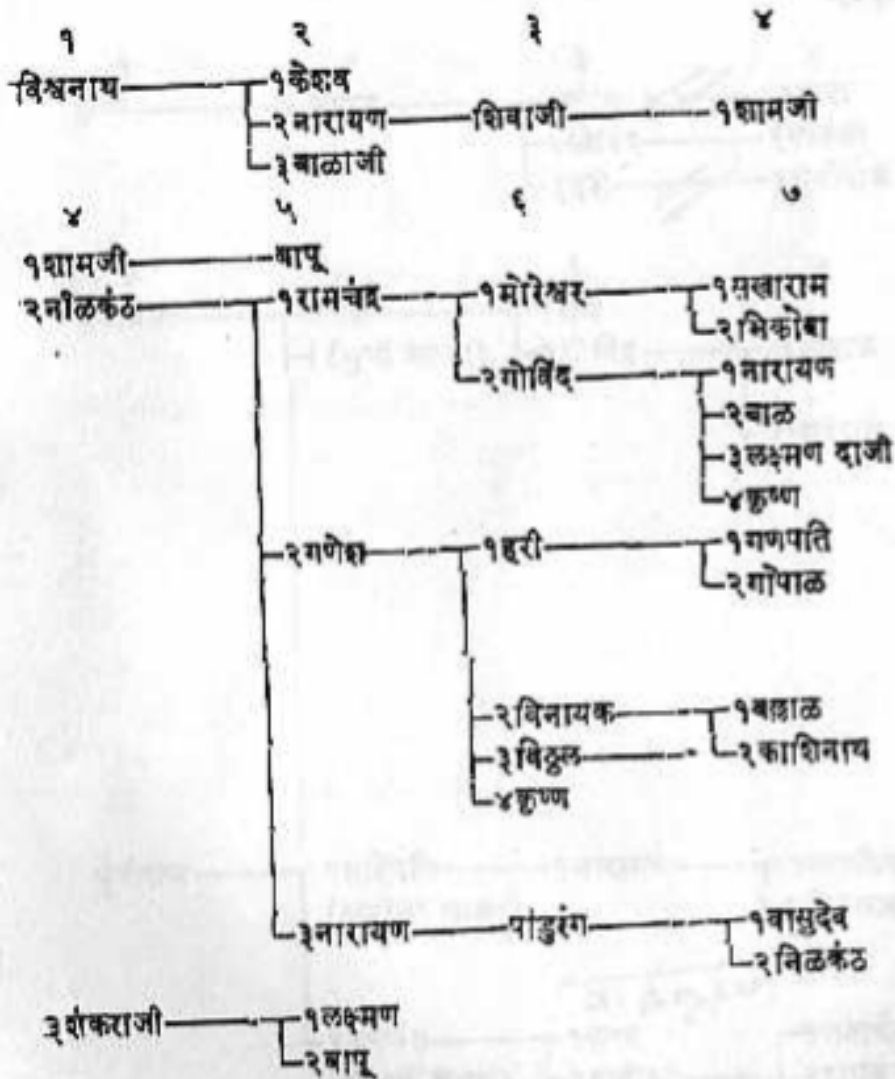 १ २ ३ ४
विश्वनाथ १केशव
२नारायण शिवाजी १शामजी
३बाळाजी
४ ५ ६ ७
१शामजी बापू
२नीळकंठ १रामचंद्र १मोरेश्वर १सखाराम
२भिकोबा
२गोविंद १नारायण
२बाळ
३लक्ष्मण दाजी
४कृष्ण
२गणेश १हरी १गणपति
२गोपाळ
२विनायक १बल्लाळ
३विठ्ठल २काशिनाथ
४कृष्ण
३नारायण पांडुरंग १वासुदेव
२निळकंठ
३शंकराजी १लक्ष्मण
२बापू